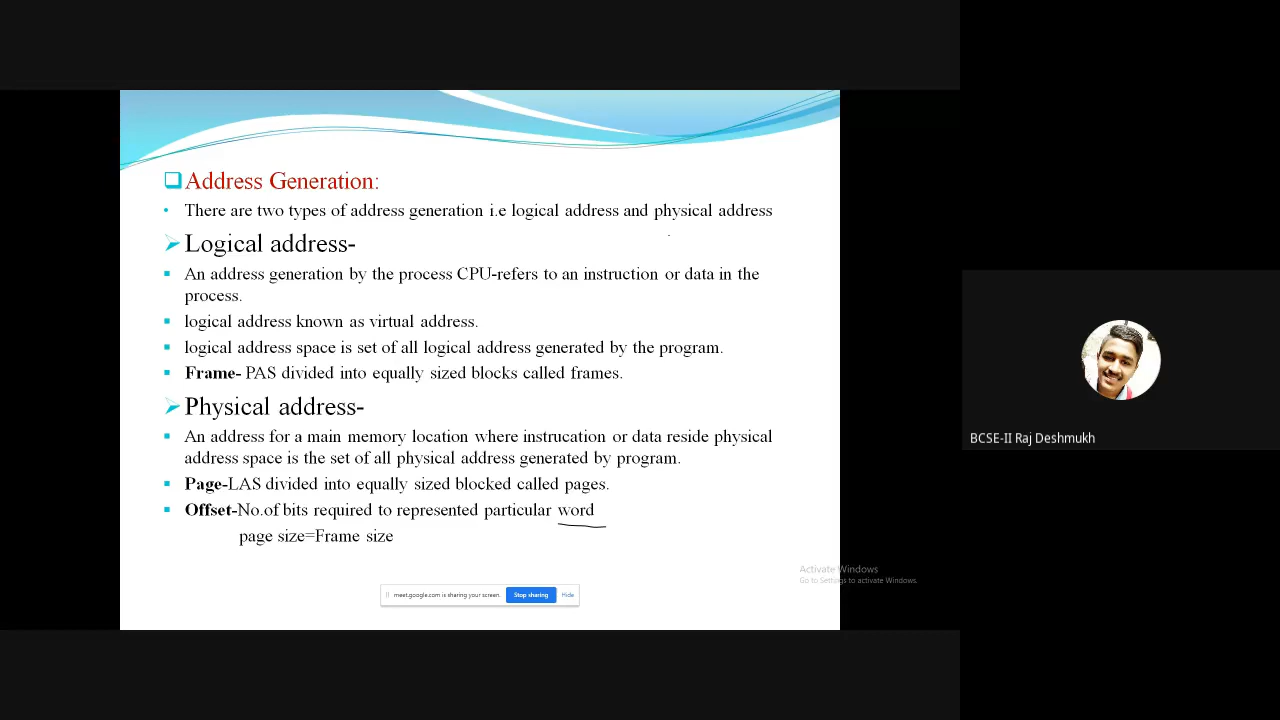 Address Generation:
There are two types of address generation i.e logical address and physical address
Logical address-
An address generation by the process CPU-refers to an instruction or data in the
process.
logical address known as virtual address.
logical address space is set of all logical address generated by the program.
Frame- PAS divided into equally sized blocks called frames.
Physical address-
An address for a main memory location where instrucation or data reside physical
address space is the set of all physical address generated by program.
Page-LAS divided into equally sized blocked called pages.
Offset-No.of bits required to represented particular word
page size=Frame size
Activate Windows
Go to Settings to activate Windows.
meet.google.com is sharing your screen. Stop sharing Hide
BCSE-II Raj Deshmukh